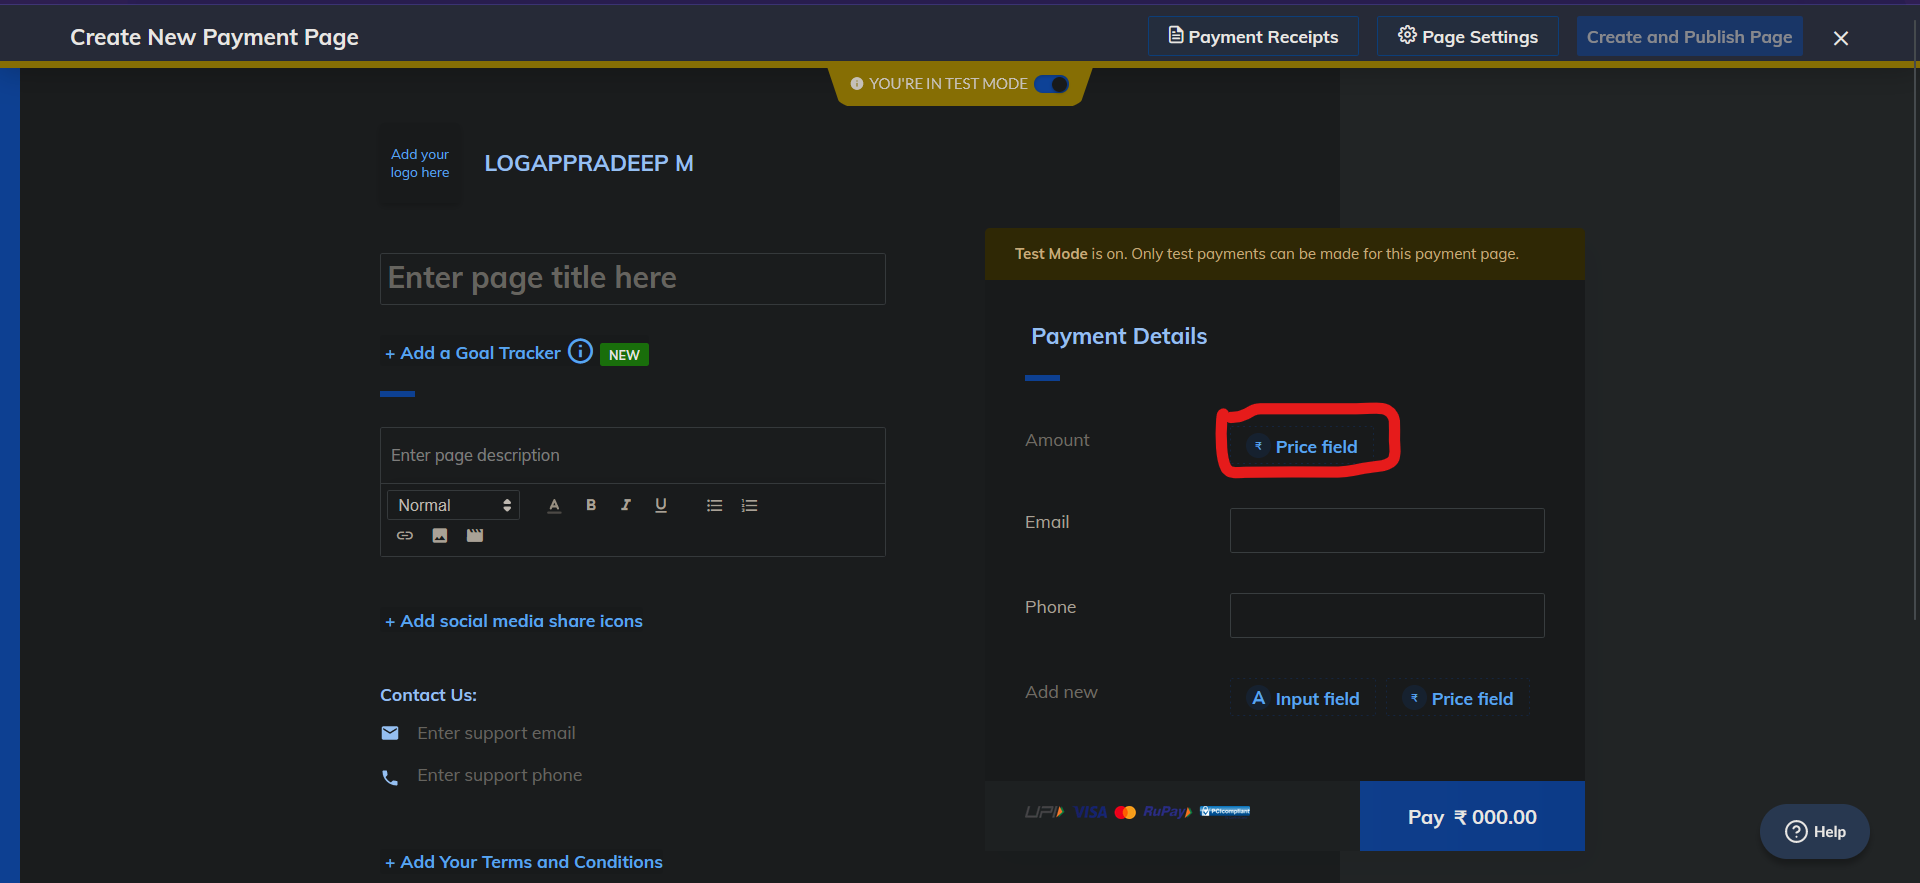 Create New Payment Page
Payment Receipts
Page Settings
Create and Publish Page
YOU'RE IN TEST MODE
Add your
logo here
LOGAPPRADEEP M
Enter page title here
+ Add a Goal Tracker
NEW
Enter page description
Normal
A B I U
+ Add social media share icons
Contact Us:
Enter support email
Enter support phone
+ Add Your Terms and Conditions
Test Mode is on. Only test payments can be made for this payment page.
Payment Details
Amount
₹ Price field
Email
Phone
Add new
A Input field
₹ Price field
UPI VISA RuPay PCI compliant
Pay ₹ 000.00
Help